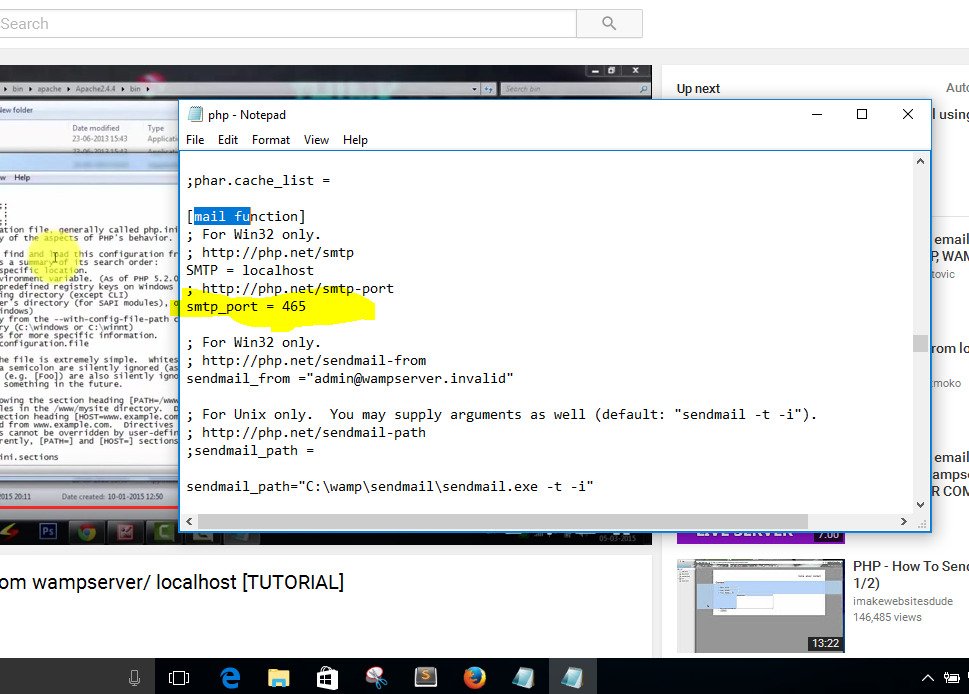 Search
bin apache Apache2.4.4 bin
Search bin
New folder
Date modified
Type
23-06-2013 15:43
Applicati
Up next
Auto
l using
php - Notepad
File Edit Format View Help
;phar.cache_list =
[mail function]
; For Win32 only.
; http://php.net/smtp
SMTP = localhost
; http://php.net/smtp-port
smtp_port = 465
; For Win32 only.
; http://php.net/sendmail-from
sendmail_from ="admin@wampserver.invalid"
; For Unix only.  You may supply arguments as well (default: "sendmail -t -i").
; http://php.net/sendmail-path
;sendmail_path =
sendmail_path="C:\wamp\sendmail\sendmail.exe -t -i"
w Help
ation file, generally called php.ini
y of the aspects of PHP's behavior.
find and load this configuration fr
s a summary of its search order:
specific location.
vironment variable. (As of PHP 5.2.0
predefined registry keys on Windows
ing directory (except CLI)
er's directory (for SAPI modules),
indows)
y from the --with-config-file-path c
ry (C:\windows or C:\winnt)
s for more specific information.
configuration.file
he file is extremely simple. whites
a semicolon are silently ignored (as
(e.g. [Foo]) are also silently ignor
something in the future.
owing the section heading [PATH=/www
les in the /www/mysite directory. D
ction heading [HOST=www.example.com
d from www.example.com. Directives
s cannot be overridden by user-defin
rently, [PATH=] and [HOST=] sections
ini.sections
2015 20:11
Date created: 10-01-2015 12:50
Ps
05-03-2015
email
P, WAM
tovic
rom lo
moko
email
amps
R COM
LIVE SERVER
7:00
om wampserver/ localhost [TUTORIAL]
PHP - How To Send
1/2)
imakewebsitesdude
146,485 views
13:22